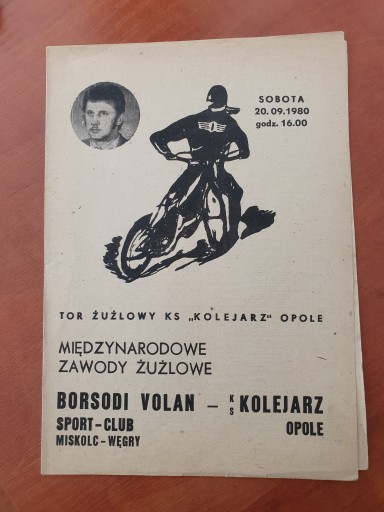 SOBOTA
20.09.1980
godz. 16.00
TOR ŻUŻLOWY KS „KOLEJARZ" OPOLE
MIĘDZYNARODOWE
ZAWODY ŻUŻLOWE
BORSODI VOLAN – KS KOLEJARZ
SPORT-CLUB OPOLE
MISKOLC-WĘGRY